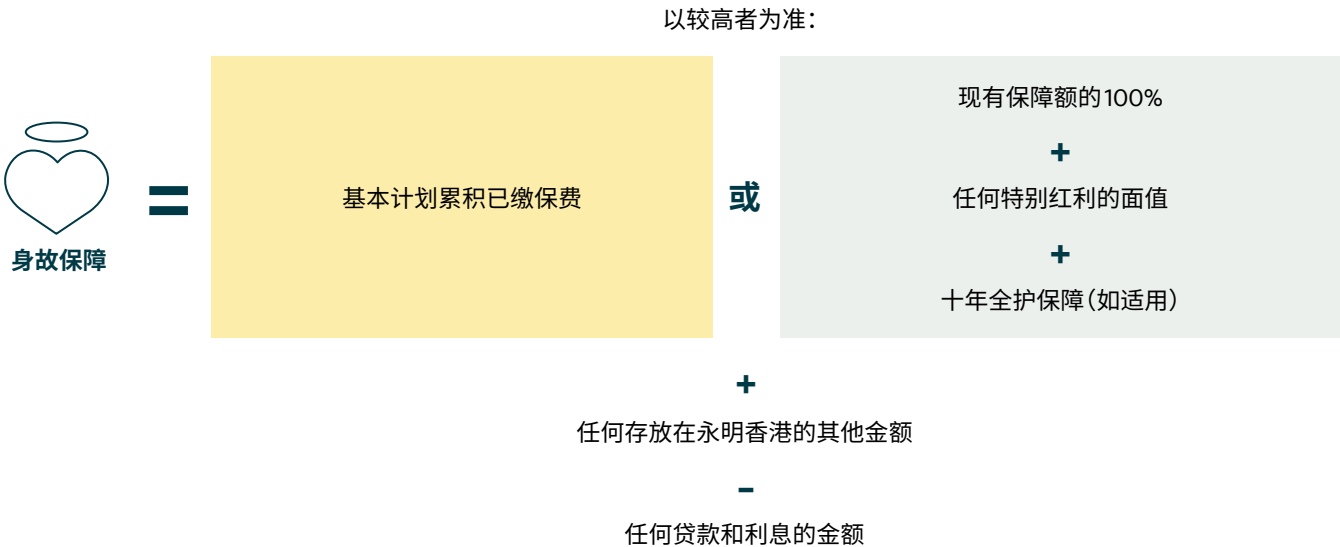 以较高者为准：
身故保障
=
基本计划累积已缴保费
或
现有保障额的100%
+
任何特别红利的面值
+
十年全护保障（如适用）
+
任何存放在永明香港的其他金额
–
任何贷款和利息的金额